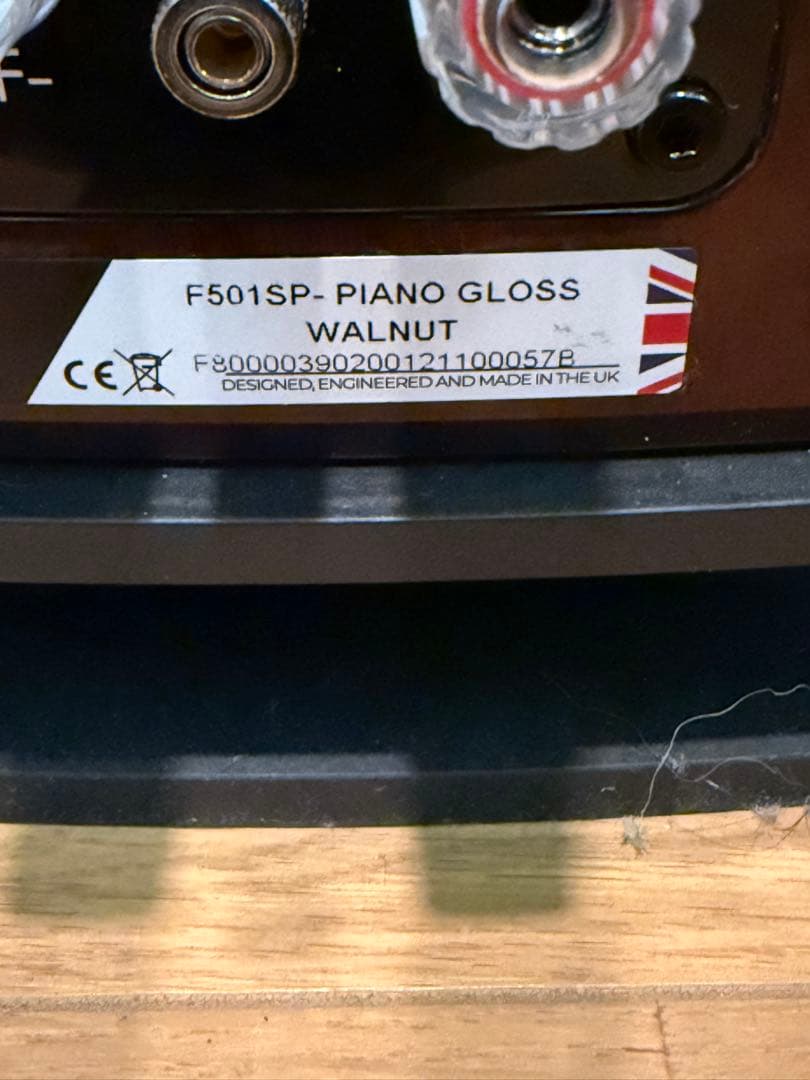 F-
F501SP- PIANO GLOSS
WALNUT
F80000390200121100057B
DESIGNED, ENGINEERED AND MADE IN THE UK
CE